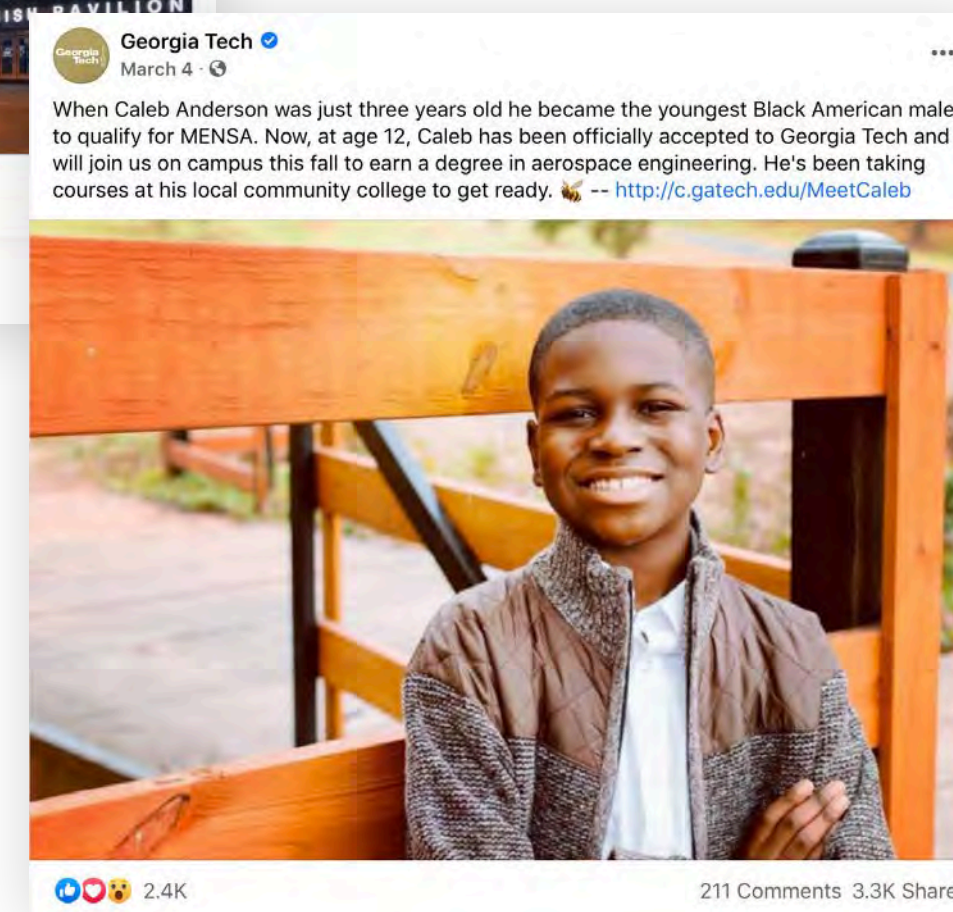 ISH PAVILION
Georgia Tech
Georgia
Tech
March 4 ·
When Caleb Anderson was just three years old he became the youngest Black American male
to qualify for MENSA. Now, at age 12, Caleb has been officially accepted to Georgia Tech and
will join us on campus this fall to earn a degree in aerospace engineering. He's been taking
courses at his local community college to get ready. 🐝 -- http://c.gatech.edu/MeetCaleb
2.4K
211 Comments 3.3K Share